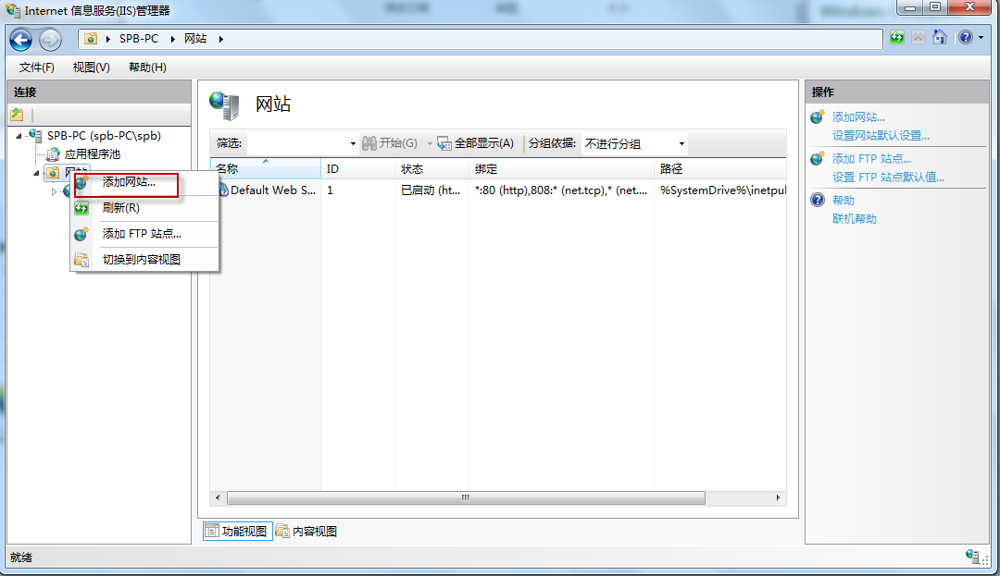 Internet 信息服务(IIS)管理器
SPB-PC
网站
文件(F) 视图(V) 帮助(H)
连接
SPB-PC (spb-PC\spb)
应用程序池
添加网站...
刷新(R)
添加 FTP 站点...
切换到内容视图
网站
筛选: 开始(G) 全部显示(A) 分组依据: 不进行分组
名称 ID 状态 绑定 路径
Default Web S... 1 已启动 (ht... *:80 (http),808:* (net.tcp),* (net.... %SystemDrive%\inetpul
功能视图 内容视图
操作
添加网站...
设置网站默认设置...
添加 FTP 站点...
设置 FTP 站点默认值...
帮助
联机帮助
就绪